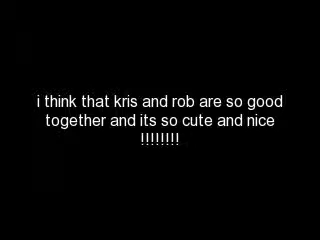 i think that kris and rob are so good
together and its so cute and nice
!!!!!!!!